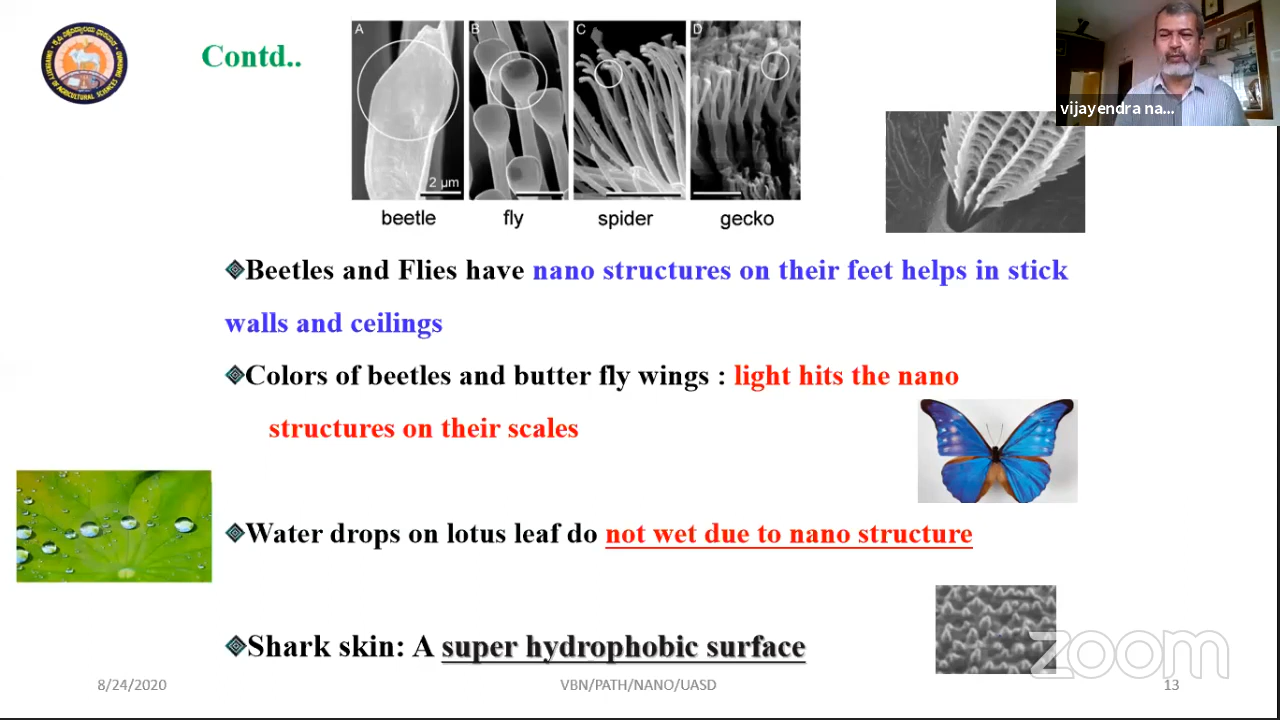 Contd..
A B C D
2 μm
beetle fly spider gecko
vijayendra na...
Beetles and Flies have nano structures on their feet helps in stick
walls and ceilings
Colors of beetles and butter fly wings : light hits the nano
structures on their scales
Water drops on lotus leaf do not wet due to nano structure
Shark skin: A super hydrophobic surface
zoom
8/24/2020 VBN/PATH/NANO/UASD 13